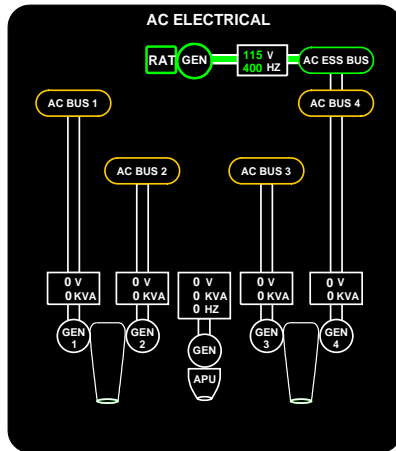 AC ELECTRICAL
RAT GEN 115 V AC ESS BUS
400 HZ
AC BUS 1 AC BUS 4
AC BUS 2 AC BUS 3
0 V 0 V 0 V 0 V 0 V
0 KVA 0 KVA 0 KVA 0 KVA 0 KVA
0 HZ
GEN GEN GEN GEN
1 2 3 4
GEN
APU